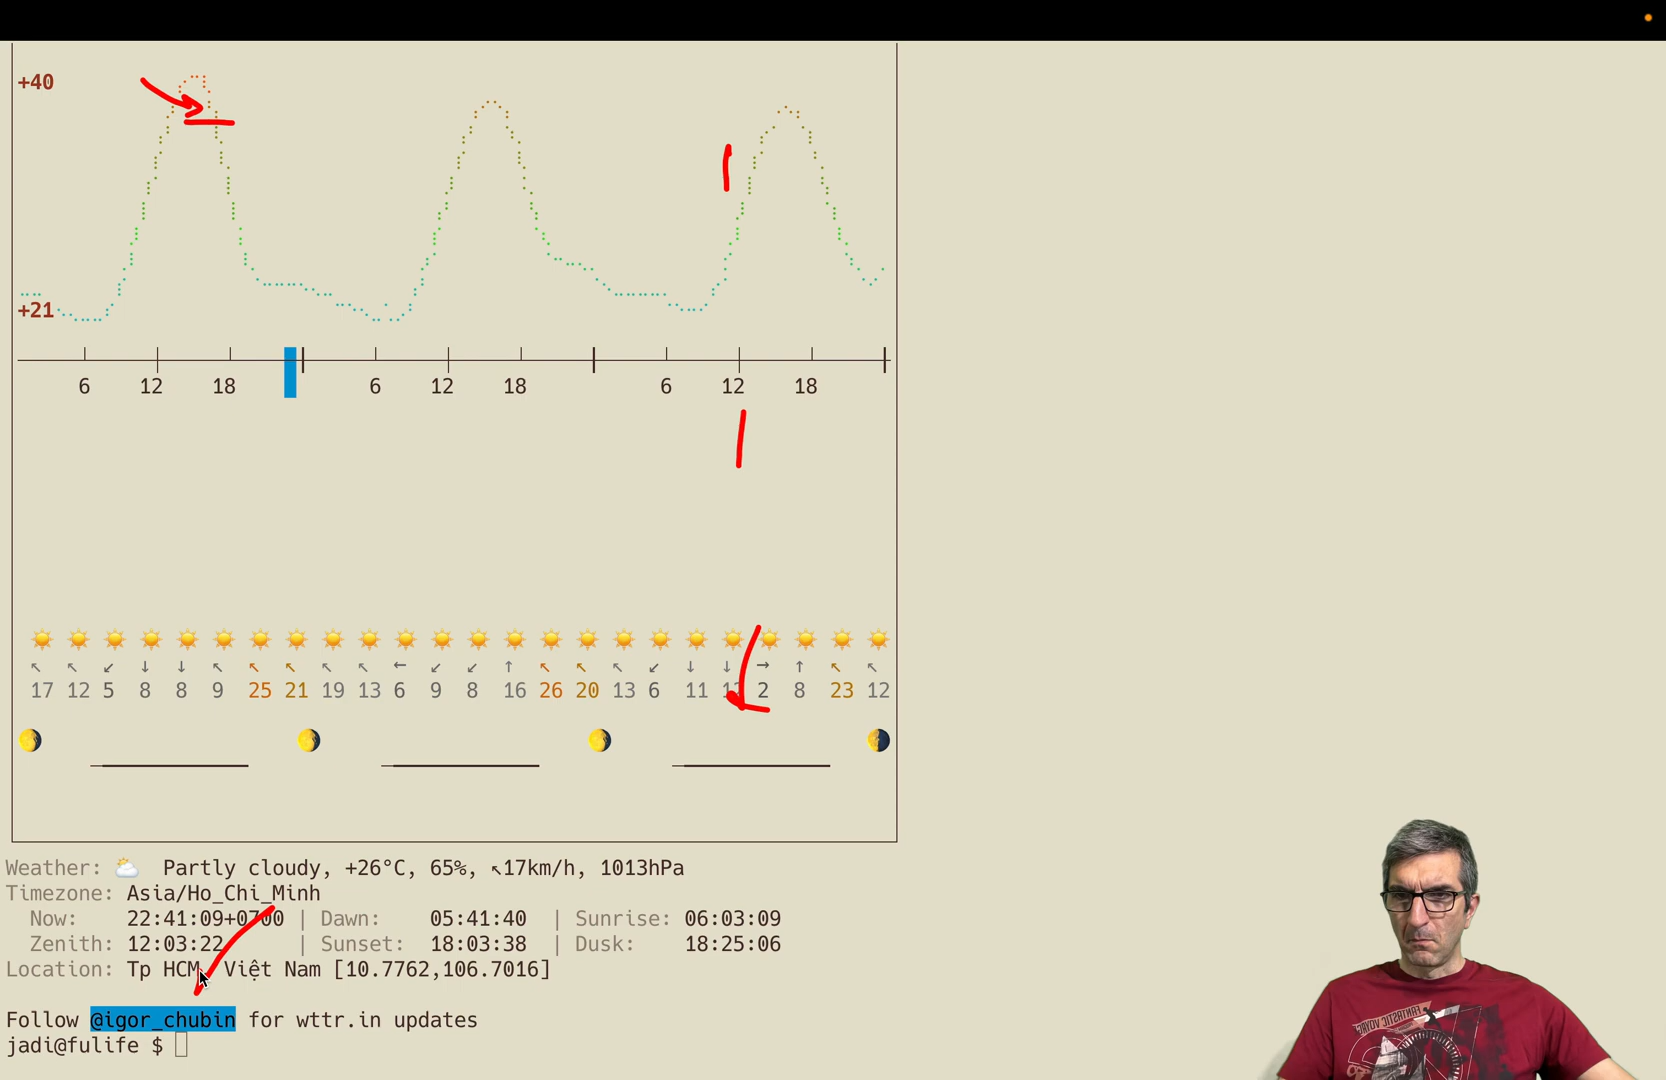 +40
+21
6 12 18 6 12 18 6 12 18
↖ ↖ ↙ ↓ ↓ ↖ ↖ ↖ ↖ ↖ ← ↙ ↙ ↑ ↖ ↖ ↖ ↙ ↓ ↓ → ↑ ↖ ↖
17 12 5 8 8 9 25 21 19 13 6 9 8 16 26 20 13 6 11 2 8 23 12
Weather: ⛅ Partly cloudy, +26°C, 65%, ↖17km/h, 1013hPa
Timezone: Asia/Ho_Chi_Minh
Now: 22:41:09+0700 | Dawn: 05:41:40 | Sunrise: 06:03:09
Zenith: 12:03:22 | Sunset: 18:03:38 | Dusk: 18:25:06
Location: Tp HCM, Việt Nam [10.7762,106.7016]
Follow @igor_chubin for wttr.in updates
jadi@fulife $